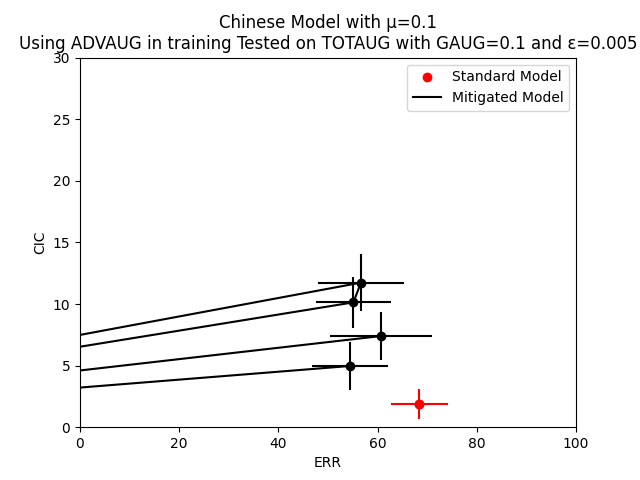 Chinese Model with μ=0.1
Using ADVAUG in training Tested on TOTAUG with GAUG=0.1 and ε=0.005
30
25
20
15
10
5
0
CIC
Standard Model
Mitigated Model
0 20 40 60 80 100
ERR